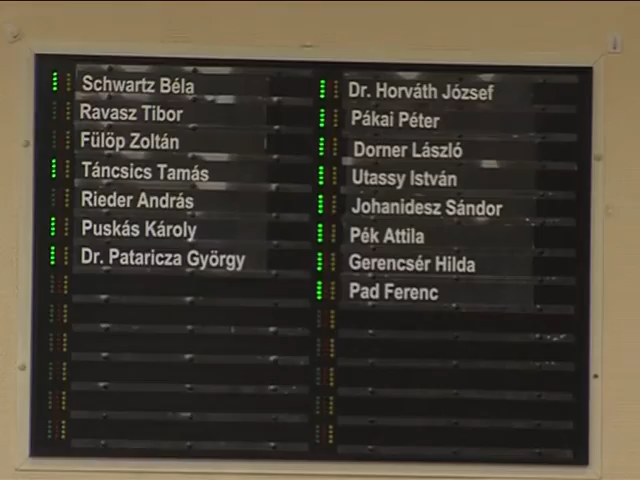 Schwartz Béla
Ravasz Tibor
Fülöp Zoltán
Táncsics Tamás
Rieder András
Puskás Károly
Dr. Pataricza György
Dr. Horváth József
Pákai Péter
Dorner László
Utassy István
Johanidesz Sándor
Pék Attila
Gerencsér Hilda
Pad Ferenc